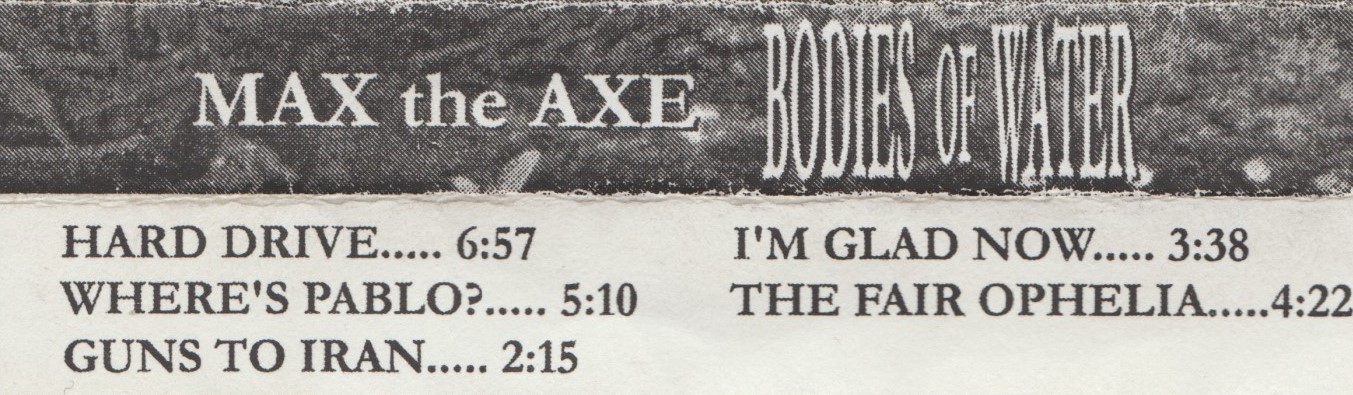 MAX the AXE BODIES OF WATER
HARD DRIVE..... 6:57
WHERE'S PABLO?..... 5:10
GUNS TO IRAN..... 2:15
I'M GLAD NOW..... 3:38
THE FAIR OPHELIA.....4:22